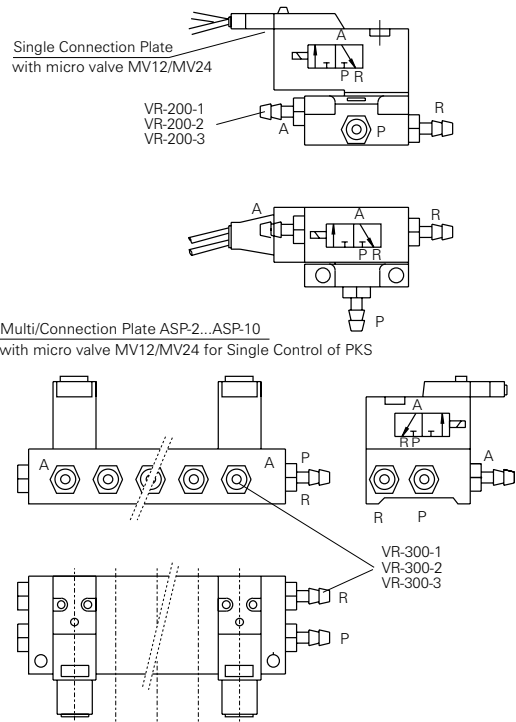 Single Connection Plate
with micro valve MV12/MV24
A
P R
VR-200-1
VR-200-2
VR-200-3
A
P
R
A
A
R
P R
P
Multi/Connection Plate ASP-2...ASP-10
with micro valve MV12/MV24 for Single Control of PKS
A
A
P
R
A
R P
A
R
P
VR-300-1
VR-300-2
VR-300-3
R
P